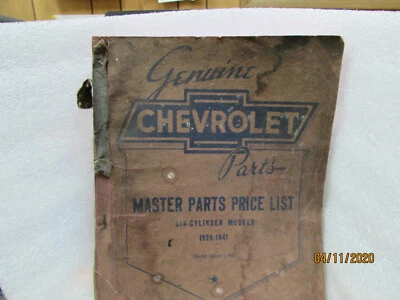 Genuine
CHEVROLET
Parts
MASTER PARTS PRICE LIST
SIX-CYLINDER MODELS
1929-1941
04/11/2020